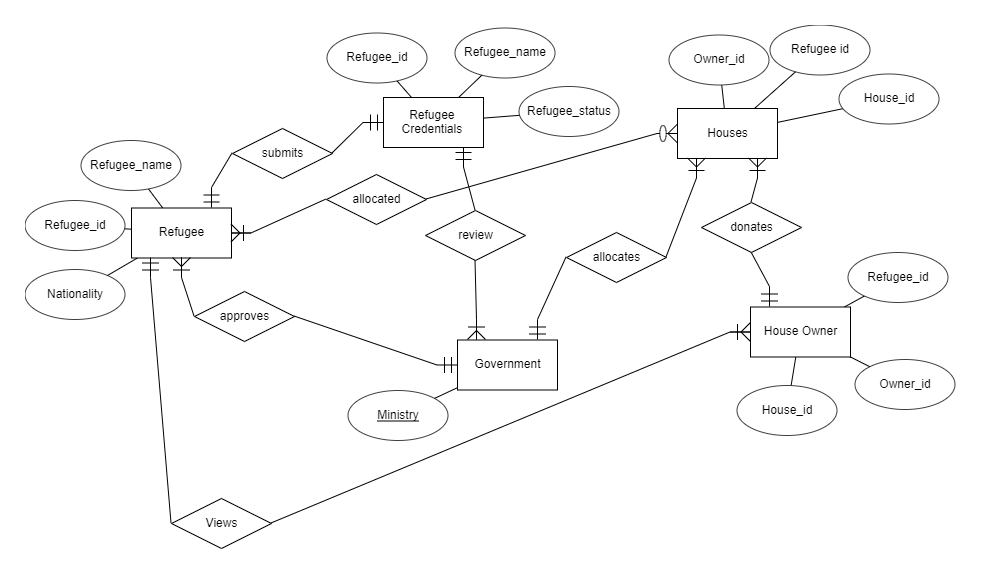 Refugee_id
Refugee_name
Owner_id
Refugee id
House_id
Refugee
Credentials
Refugee_status
Houses
submits
Refugee_name
allocated
Refugee_id
Refugee
review
donates
allocates
Nationality
approves
Refugee_id
House Owner
Government
Owner_id
Ministry
House_id
Views